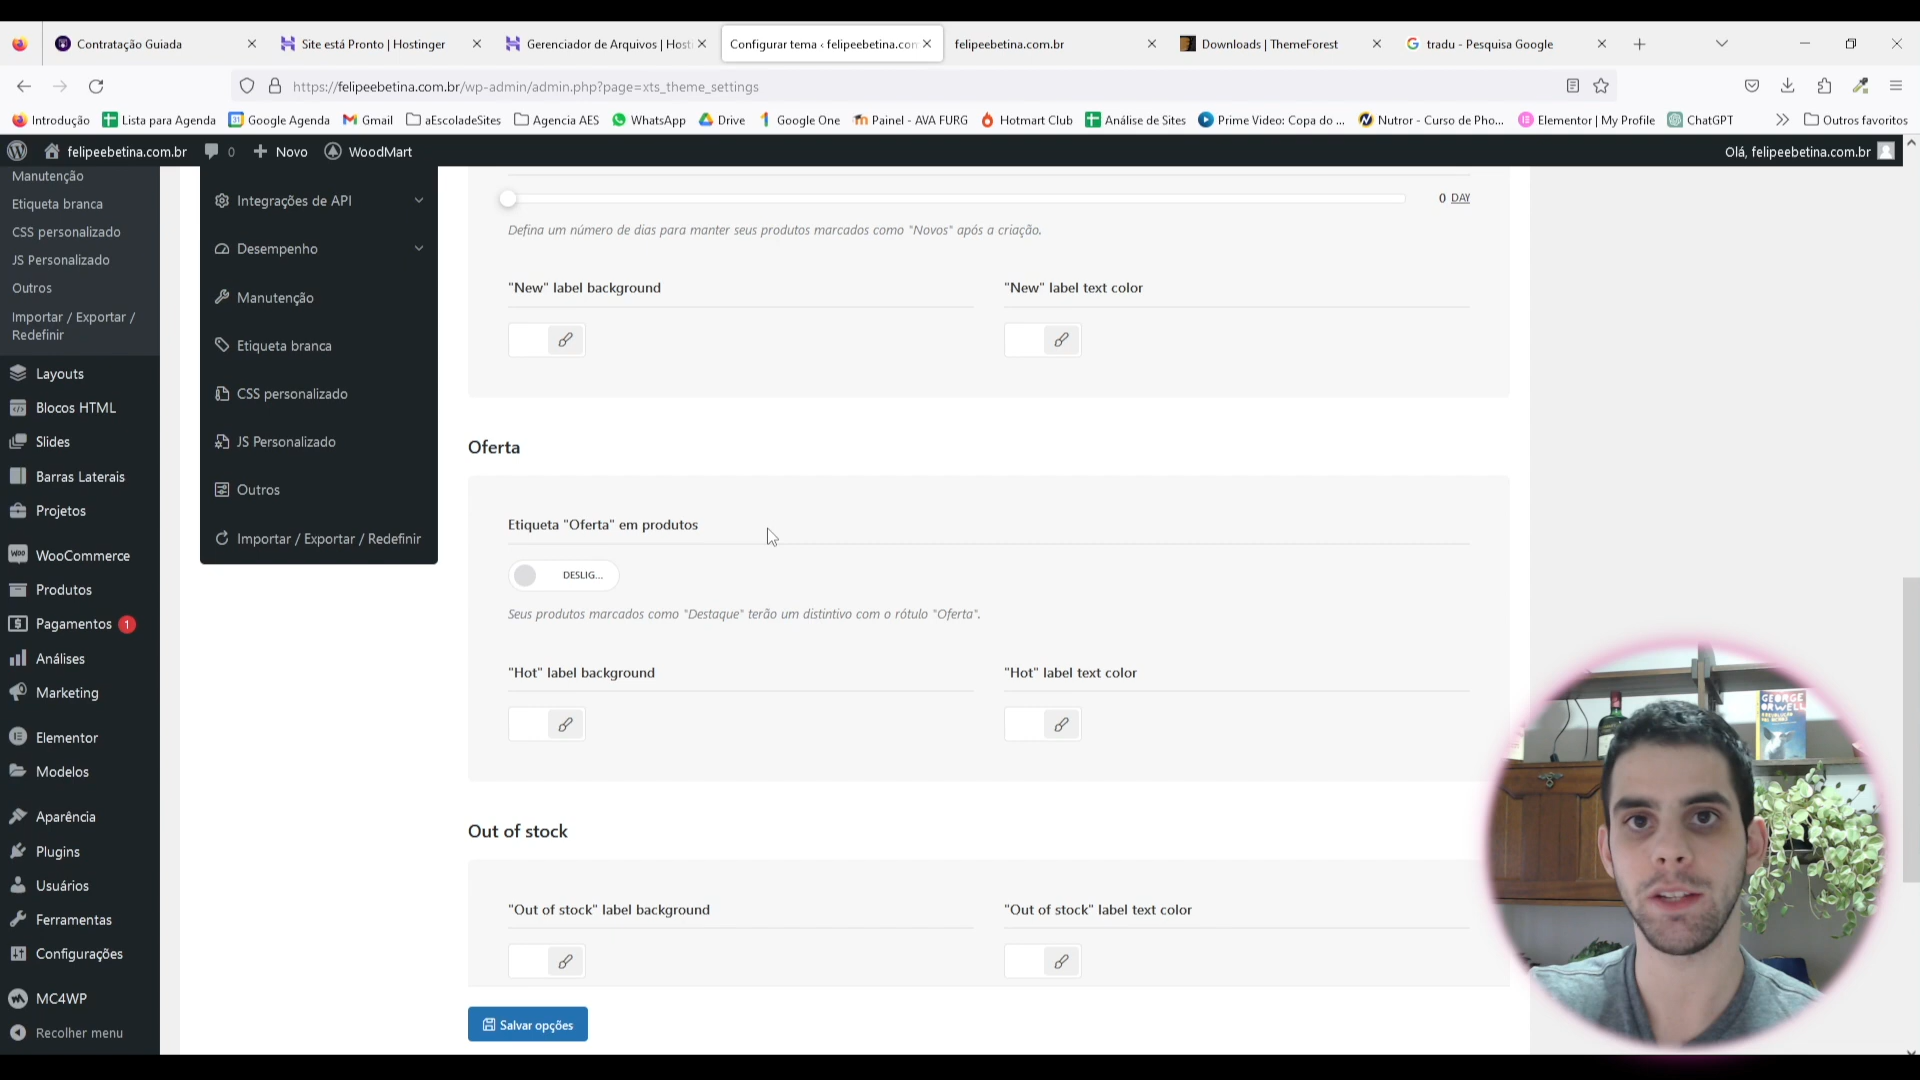 Contratação Guiada
Site está Pronto | Hostinger
Gerenciador de Arquivos | Host
Configurar tema ‹ felipeebetina.com
felipeebetina.com.br
Downloads | ThemeForest
tradu - Pesquisa Google
https://felipeebetina.com.br/wp-admin/admin.php?page=xts_theme_settings
Introdução
Lista para Agenda
Google Agenda
Gmail
aEscoladeSites
Agencia AES
WhatsApp
Drive
Google One
Painel - AVA FURG
Hotmart Club
Análise de Sites
Prime Video: Copa do ...
Nutror - Curso de Pho...
Elementor | My Profile
ChatGPT
Outros favoritos
felipeebetina.com.br
0
Novo
WoodMart
Olá, felipeebetina.com.br
Manutenção
Etiqueta branca
CSS personalizado
JS Personalizado
Outros
Importar / Exportar /
Redefinir
Layouts
Blocos HTML
Slides
Barras Laterais
Projetos
WooCommerce
Produtos
Pagamentos 1
Análises
Marketing
Elementor
Modelos
Aparência
Plugins
Usuários
Ferramentas
Configurações
MC4WP
Recolher menu
Integrações de API
Desempenho
Manutenção
Etiqueta branca
CSS personalizado
JS Personalizado
Outros
Importar / Exportar / Redefinir
0 DAY
Defina um número de dias para manter seus produtos marcados como "Novos" após a criação.
"New" label background
"New" label text color
Oferta
Etiqueta "Oferta" em produtos
DESLIG...
Seus produtos marcados como "Destaque" terão um distintivo com o rótulo "Oferta".
"Hot" label background
"Hot" label text color
Out of stock
"Out of stock" label background
"Out of stock" label text color
Salvar opções
GEORGE
ORWELL